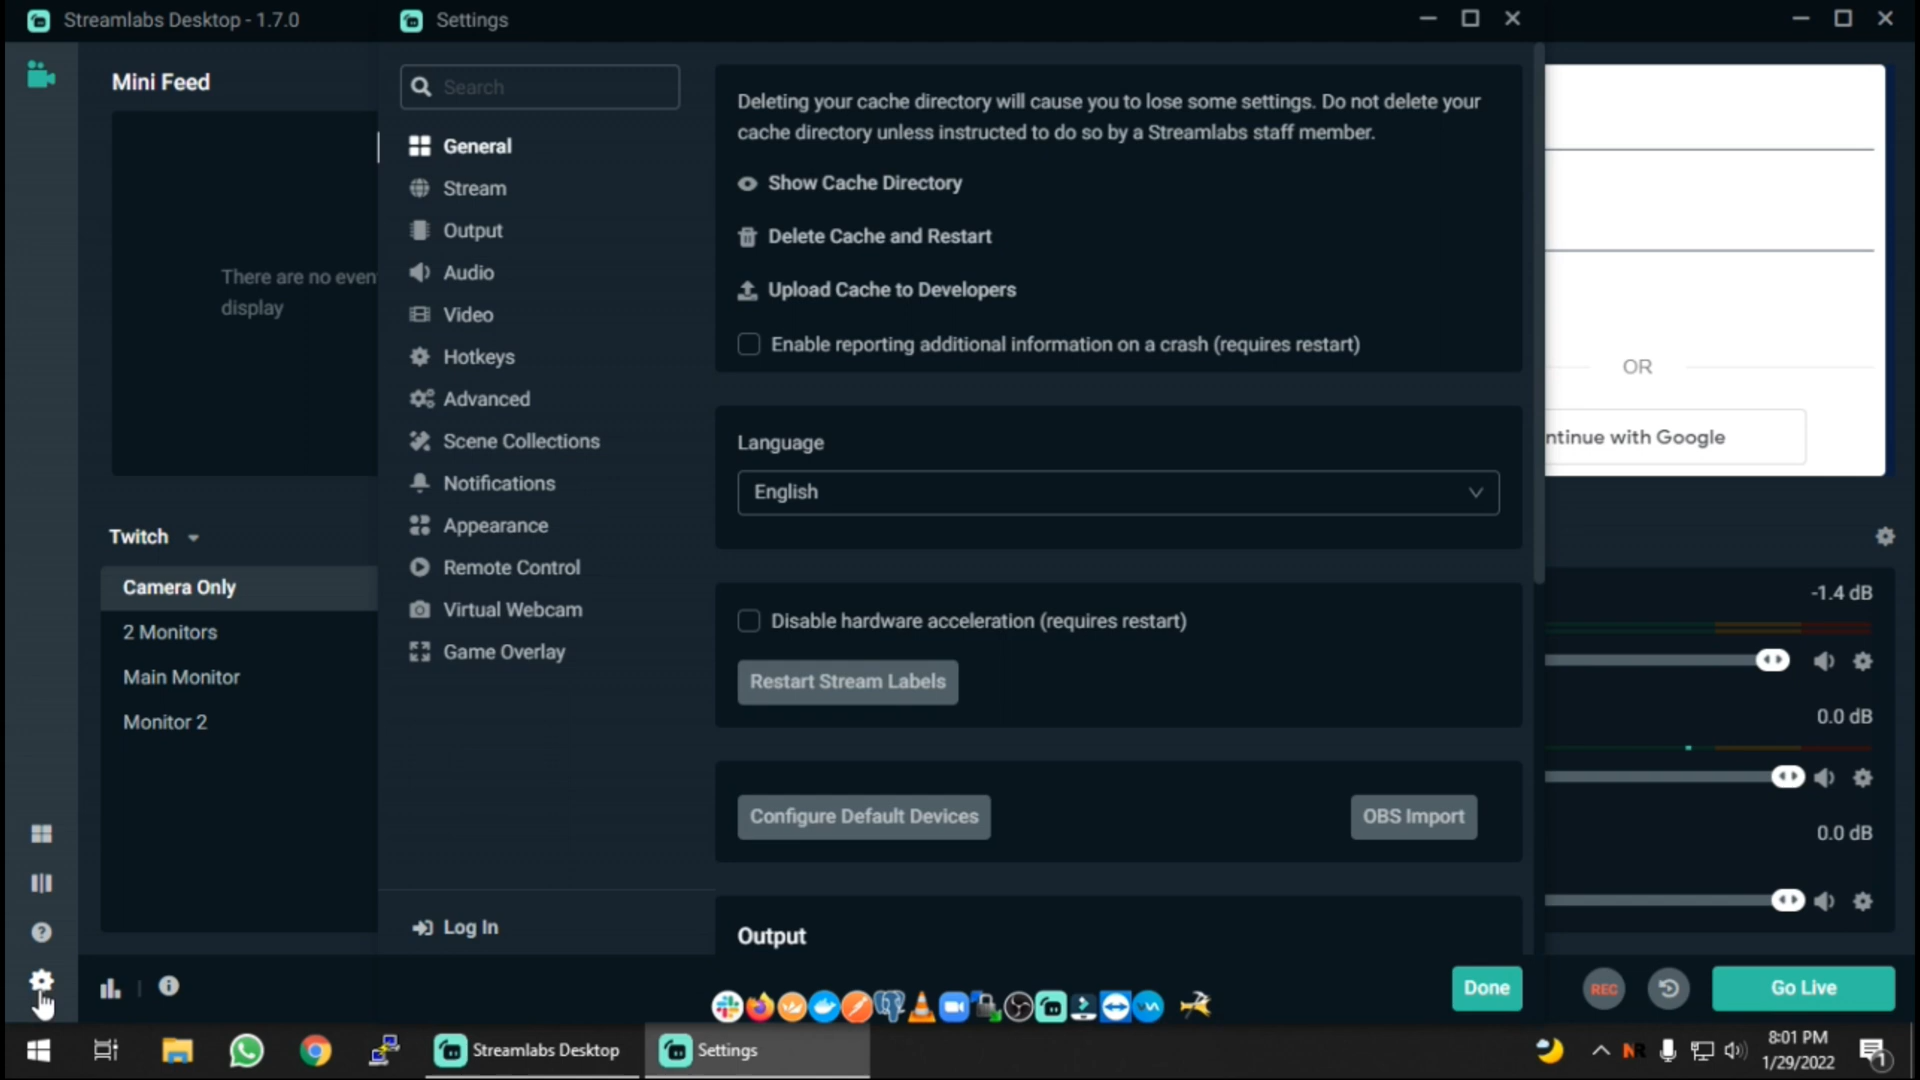 Streamlabs Desktop - 1.7.0
Settings
Mini Feed
There are no even
display
Twitch
Camera Only
2 Monitors
Main Monitor
Monitor 2
Search
General
Stream
Output
Audio
Video
Hotkeys
Advanced
Scene Collections
Notifications
Appearance
Remote Control
Virtual Webcam
Game Overlay
Log In
Deleting your cache directory will cause you to lose some settings. Do not delete your
cache directory unless instructed to do so by a Streamlabs staff member.
Show Cache Directory
Delete Cache and Restart
Upload Cache to Developers
Enable reporting additional information on a crash (requires restart)
Language
English
Disable hardware acceleration (requires restart)
Restart Stream Labels
Configure Default Devices
OBS Import
Output
Done
OR
ntinue with Google
-1.4 dB
0.0 dB
0.0 dB
REC
Go Live
Streamlabs Desktop
Settings
8:01 PM
1/29/2022
1